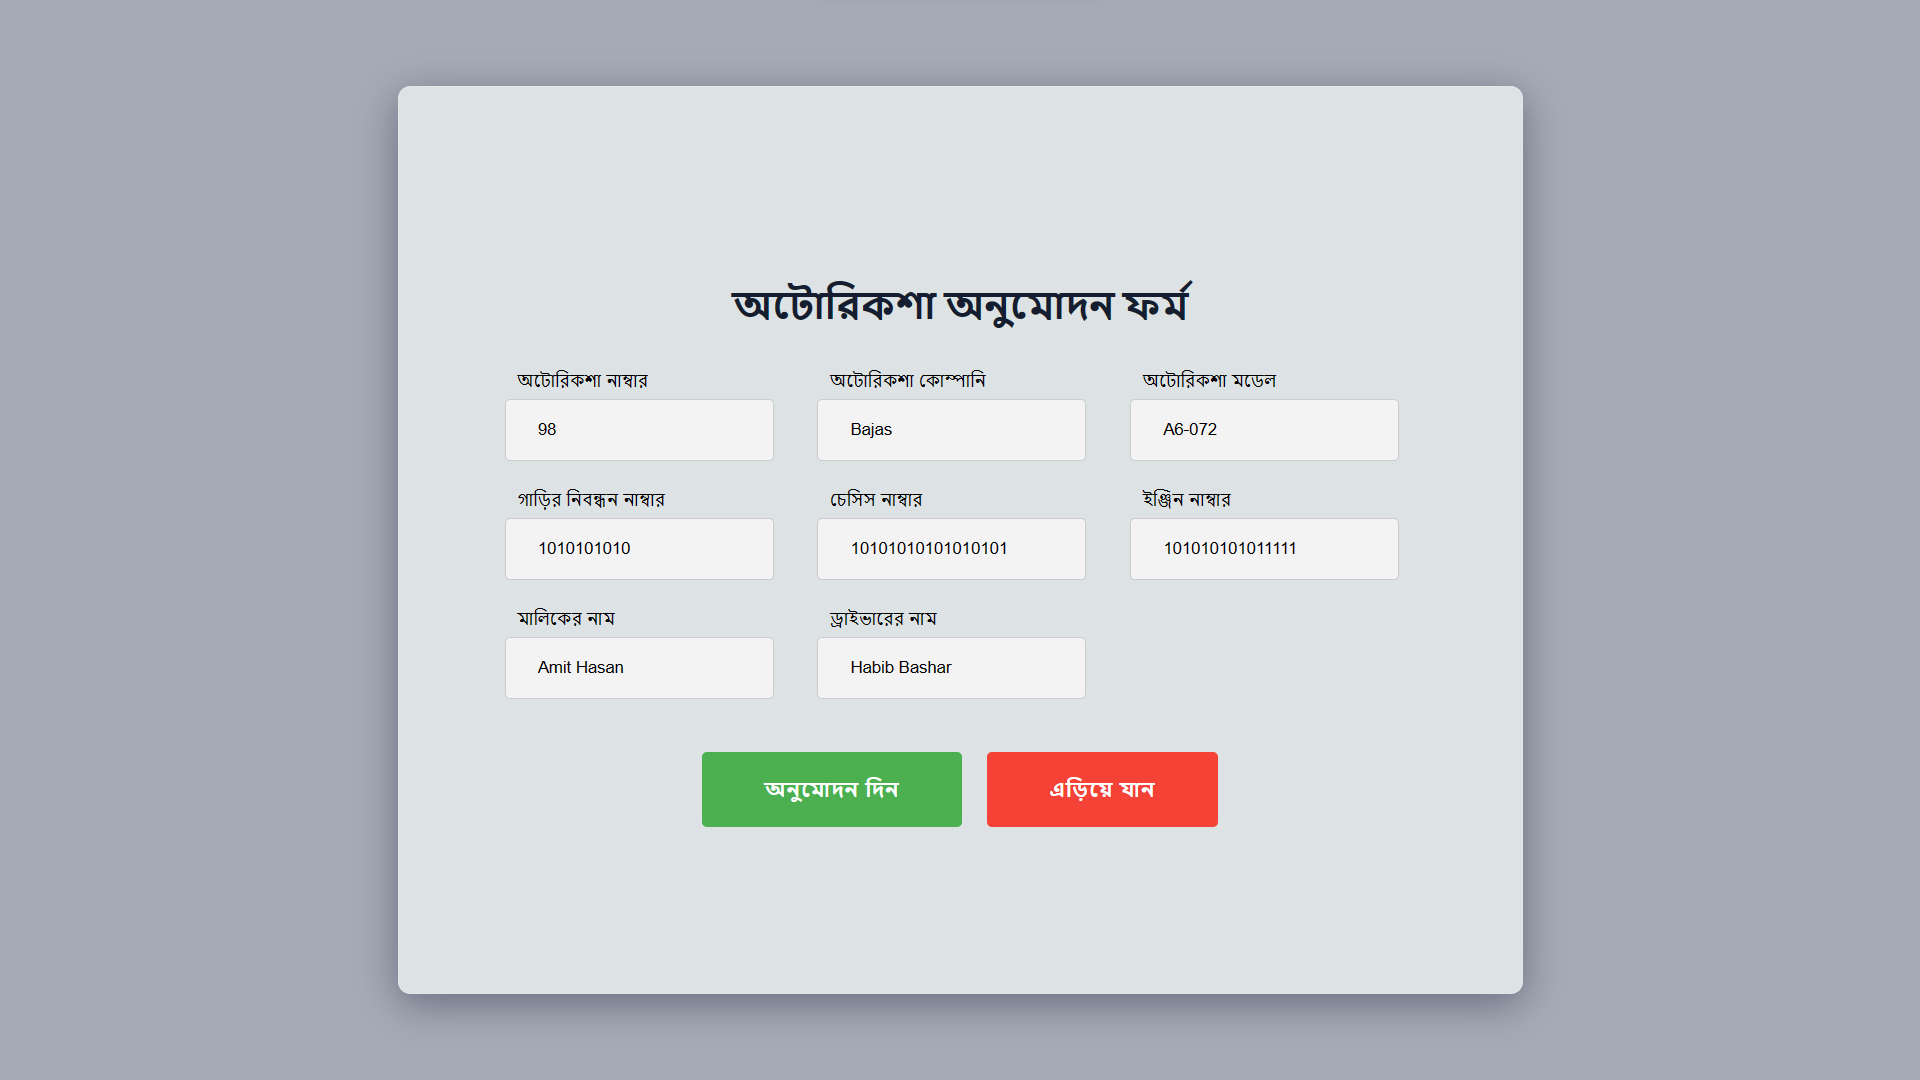 অটোরিকশা অনুমোদন ফর্ম
অটোরিকশা নাম্বার অটোরিকশা কোম্পানি অটোরিকশা মডেল
98 Bajas A6-072
গাড়ির নিবন্ধন নাম্বার চেসিস নাম্বার ইঞ্জিন নাম্বার
1010101010 10101010101010101 101010101011111
মালিকের নাম ড্রাইভারের নাম
Amit Hasan Habib Bashar
অনুমোদন দিন এড়িয়ে যান